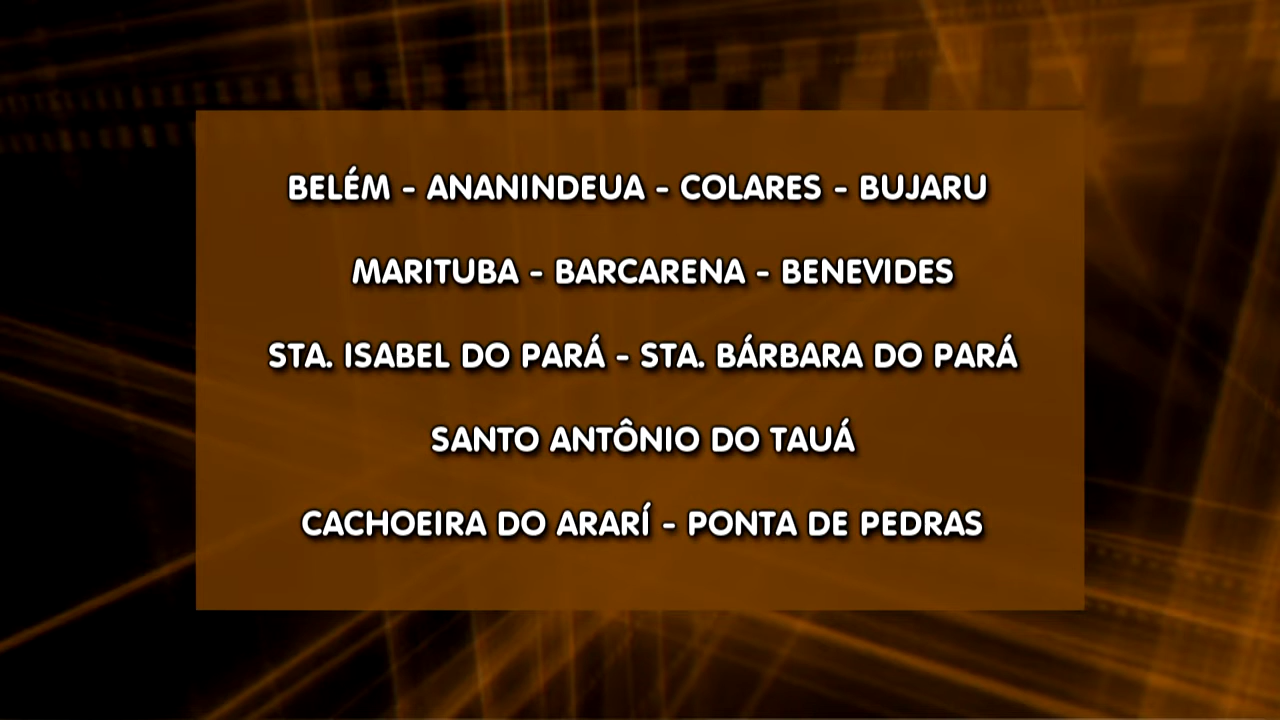 BELÉM - ANANINDEUA - COLARES - BUJARU
MARITUBA - BARCARENA - BENEVIDES
STA. ISABEL DO PARÁ - STA. BÁRBARA DO PARÁ
SANTO ANTÔNIO DO TAUÁ
CACHOEIRA DO ARARÍ - PONTA DE PEDRAS